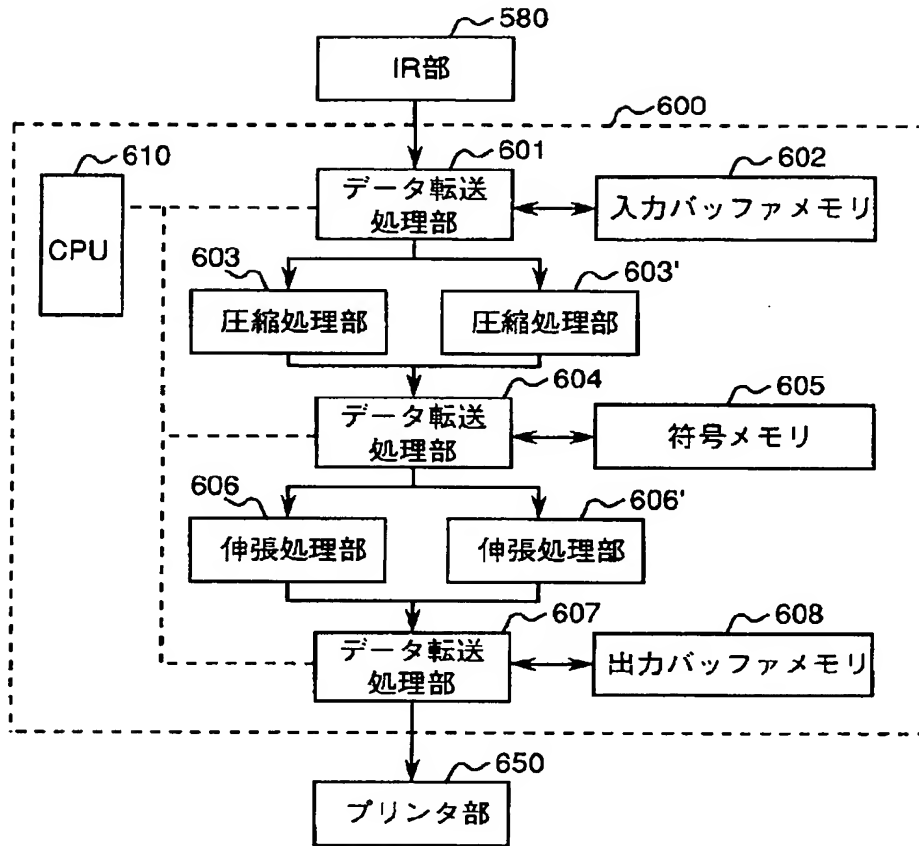 580
IR部
600
610
601
602
CPU
データ転送
処理部
入力バッファメモリ
603
603'
圧縮処理部
圧縮処理部
604
605
データ転送
処理部
符号メモリ
606
606'
伸張処理部
伸張処理部
607
608
データ転送
処理部
出力バッファメモリ
650
プリンタ部